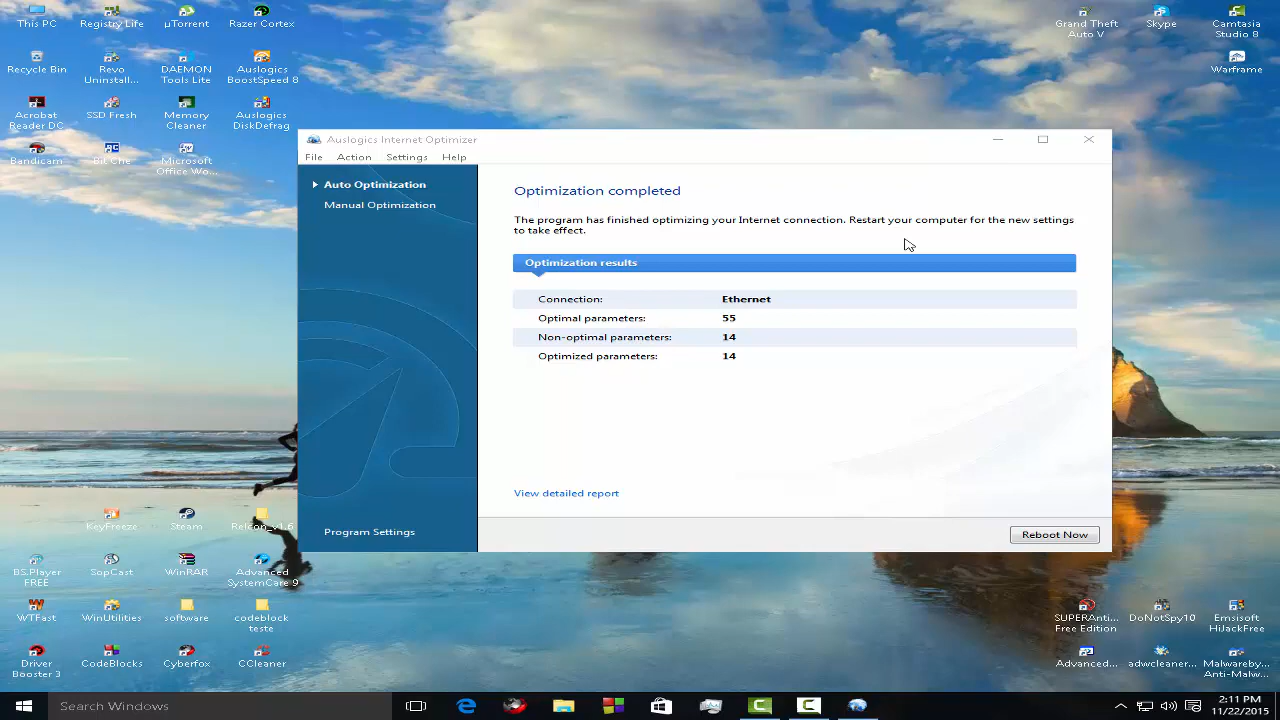 This PC
Registry Life
µTorrent
Razer Cortex
Grand Theft
Auto V
Skype
Camtasia
Studio 8
Recycle Bin
Revo
Uninstall...
DAEMON
Tools Lite
Auslogics
BoostSpeed 8
Warframe
Acrobat
Reader DC
SSD Fresh
Memory
Cleaner
Auslogics
DiskDefrag
Bandicam
Bit Che
Microsoft
Office Wo...
Auslogics Internet Optimizer
File Action Settings Help
Auto Optimization
Manual Optimization
Optimization completed
The program has finished optimizing your Internet connection. Restart your computer for the new settings
to take effect.
Optimization results
Connection: Ethernet
Optimal parameters: 55
Non-optimal parameters: 14
Optimized parameters: 14
View detailed report
Program Settings
Reboot Now
KeyFreeze
Steam
Relcon_v1.6
BS.Player
FREE
SopCast
WinRAR
Advanced
SystemCare 9
WTFast
WinUtilities
software
codeblock
teste
SUPERAnti...
Free Edition
DoNotSpy10
Emsisoft
HiJackFree
Driver
Booster 3
CodeBlocks
Cyberfox
CCleaner
Advanced...
adwcleaner...
Malwareby...
Anti-Malw...
Search Windows
2:11 PM
11/22/2015